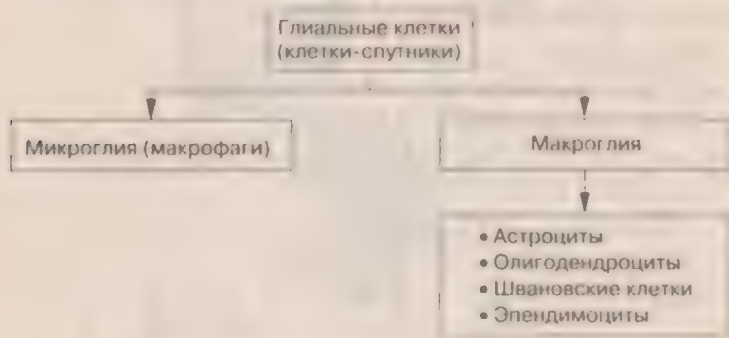 Глиальные клетки
(клетки-спутники)
Микроглия (макрофаги)
Макроглия
• Астроциты
• Олигодендроциты
• Швановские клетки
• Эпендимоциты